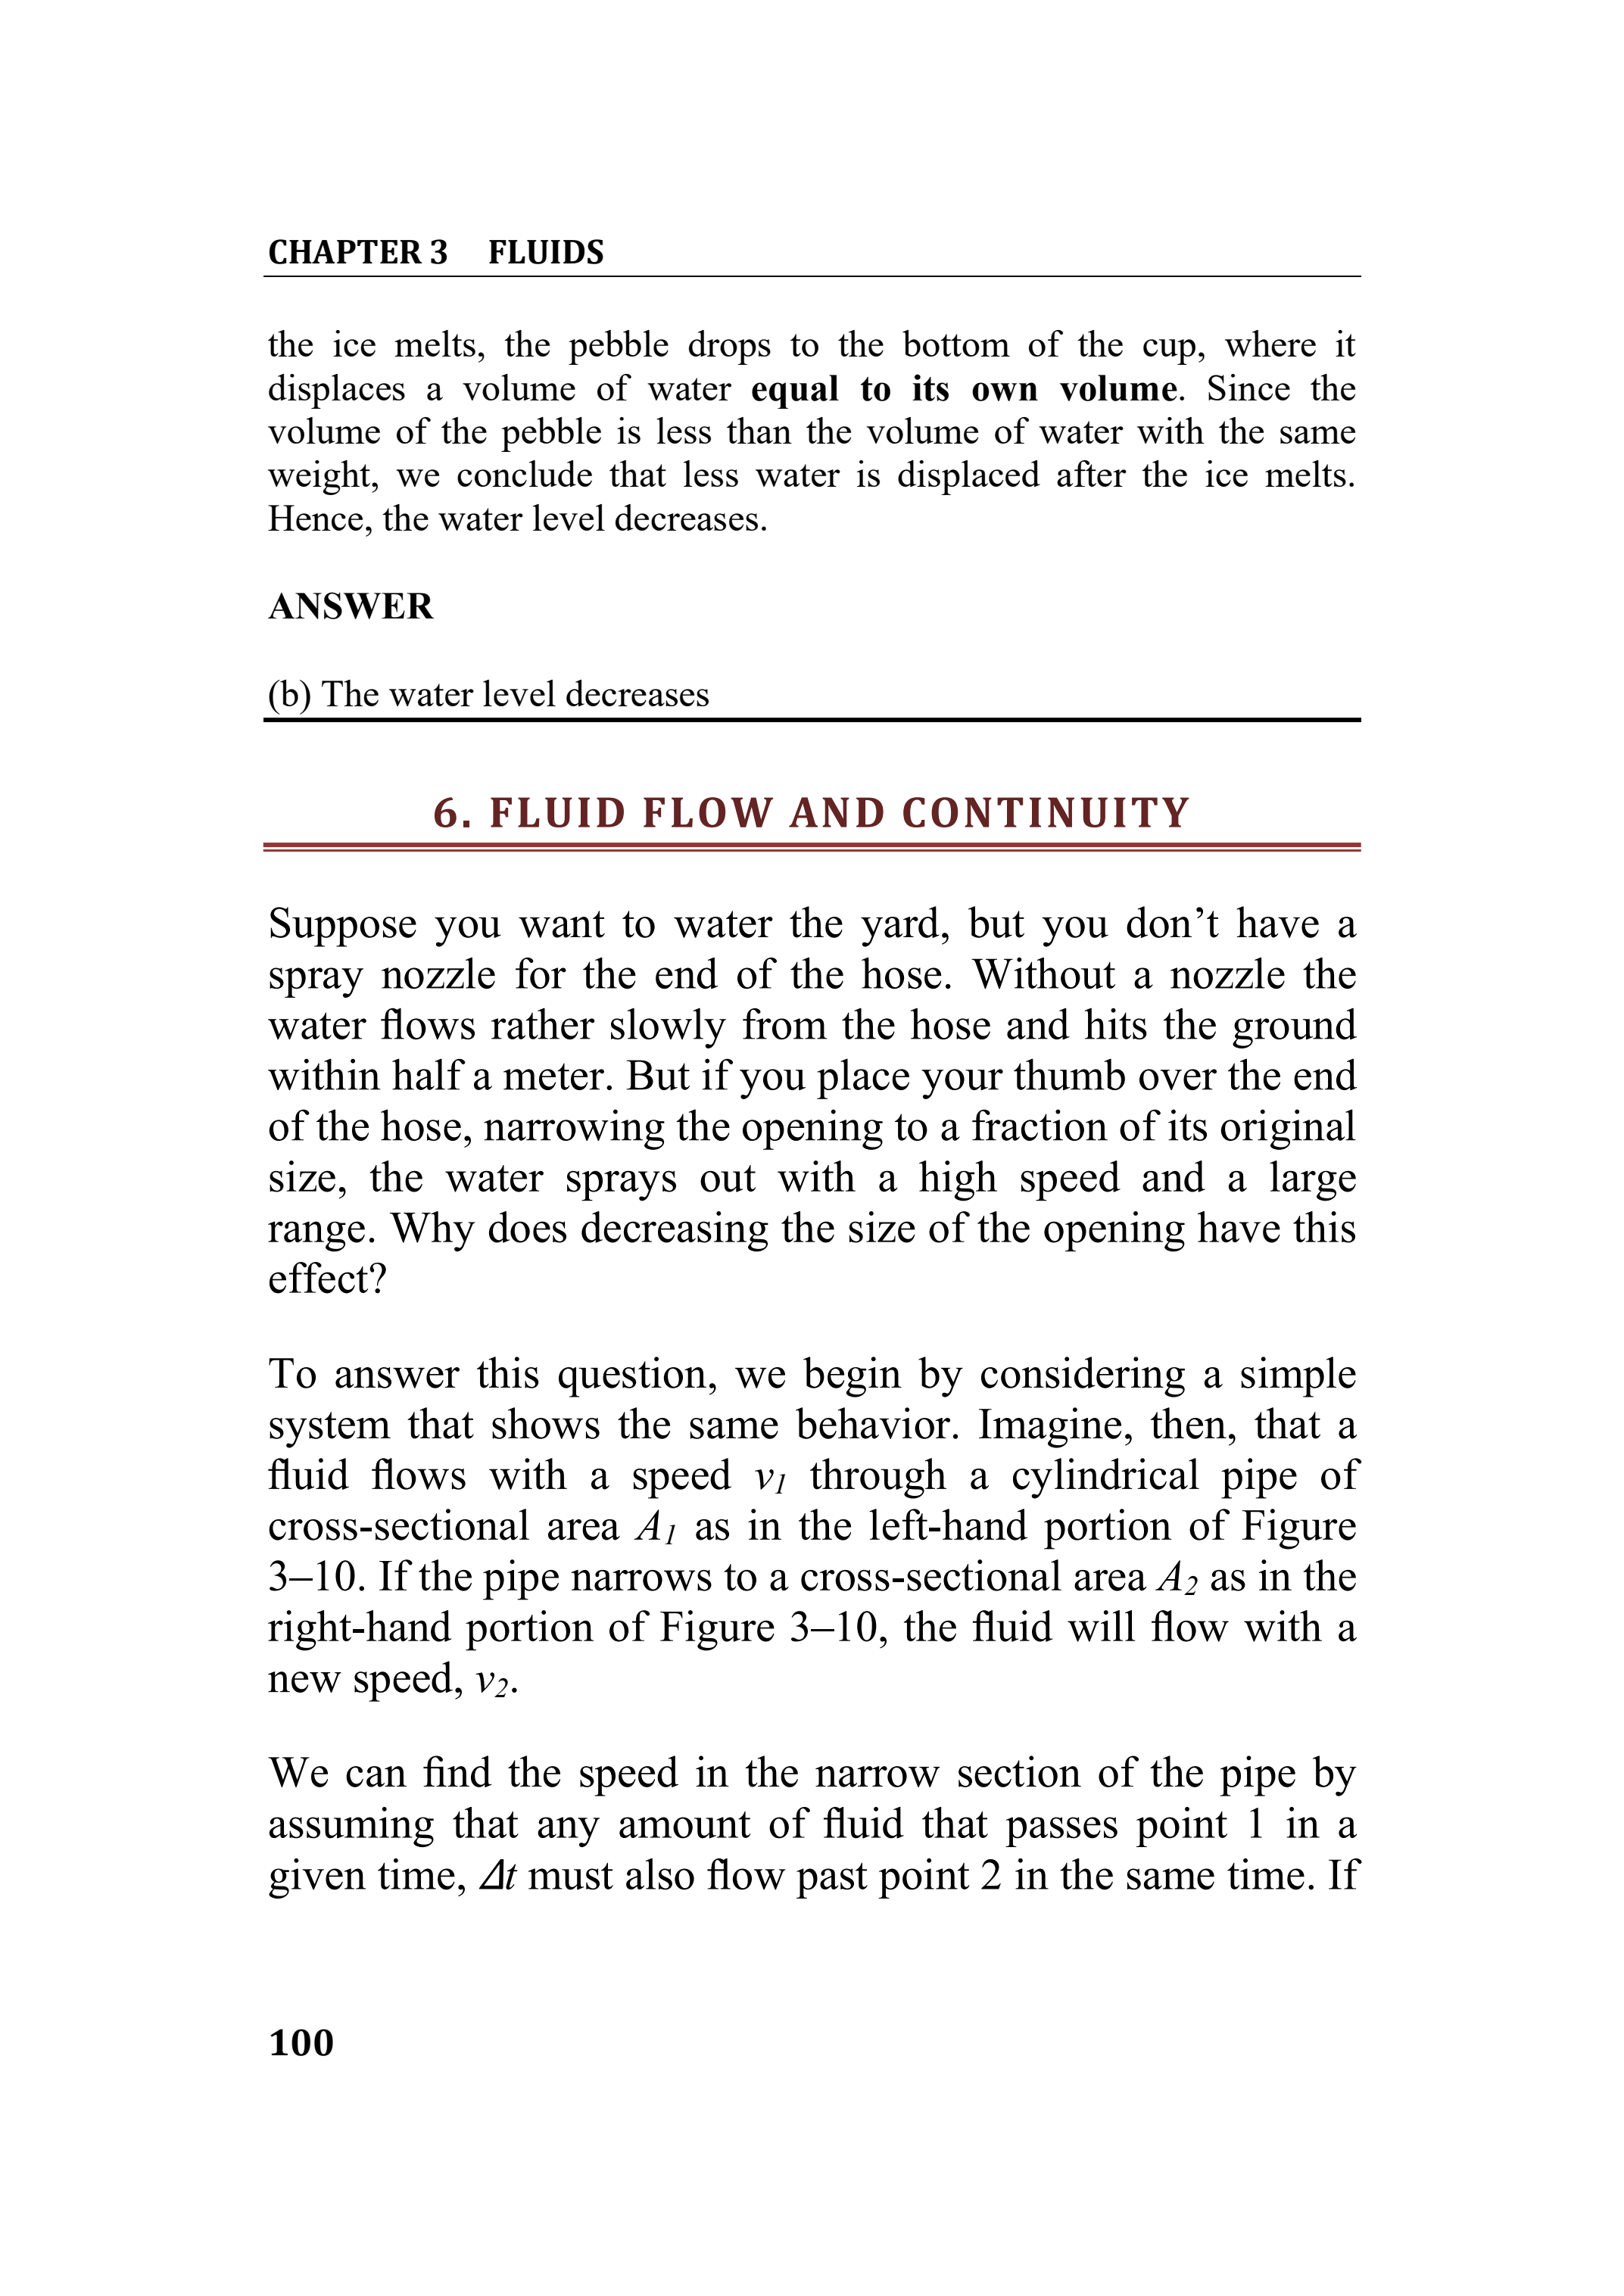 CHAPTER 3 FLUIDS
the ice melts, the pebble drops to the bottom of the cup, where it
displaces a volume of water equal to its own volume. Since the
volume of the pebble is less than the volume of water with the same
weight, we conclude that less water is displaced after the ice melts.
Hence, the water level decreases.
ANSWER
(b) The water level decreases
6. FLUID FLOW AND CONTINUITY
Suppose you want to water the yard, but you don’t have a
spray nozzle for the end of the hose. Without a nozzle the
water flows rather slowly from the hose and hits the ground
within half a meter. But if you place your thumb over the end
of the hose, narrowing the opening to a fraction of its original
size, the water sprays out with a high speed and a large
range. Why does decreasing the size of the opening have this
effect?
To answer this question, we begin by considering a simple
system that shows the same behavior. Imagine, then, that a
fluid flows with a speed v₁ through a cylindrical pipe of
cross-sectional area A₁ as in the left-hand portion of Figure
3–10. If the pipe narrows to a cross-sectional area A₂ as in the
right-hand portion of Figure 3–10, the fluid will flow with a
new speed, v₂.
We can find the speed in the narrow section of the pipe by
assuming that any amount of fluid that passes point 1 in a
given time, Δt must also flow past point 2 in the same time. If
100